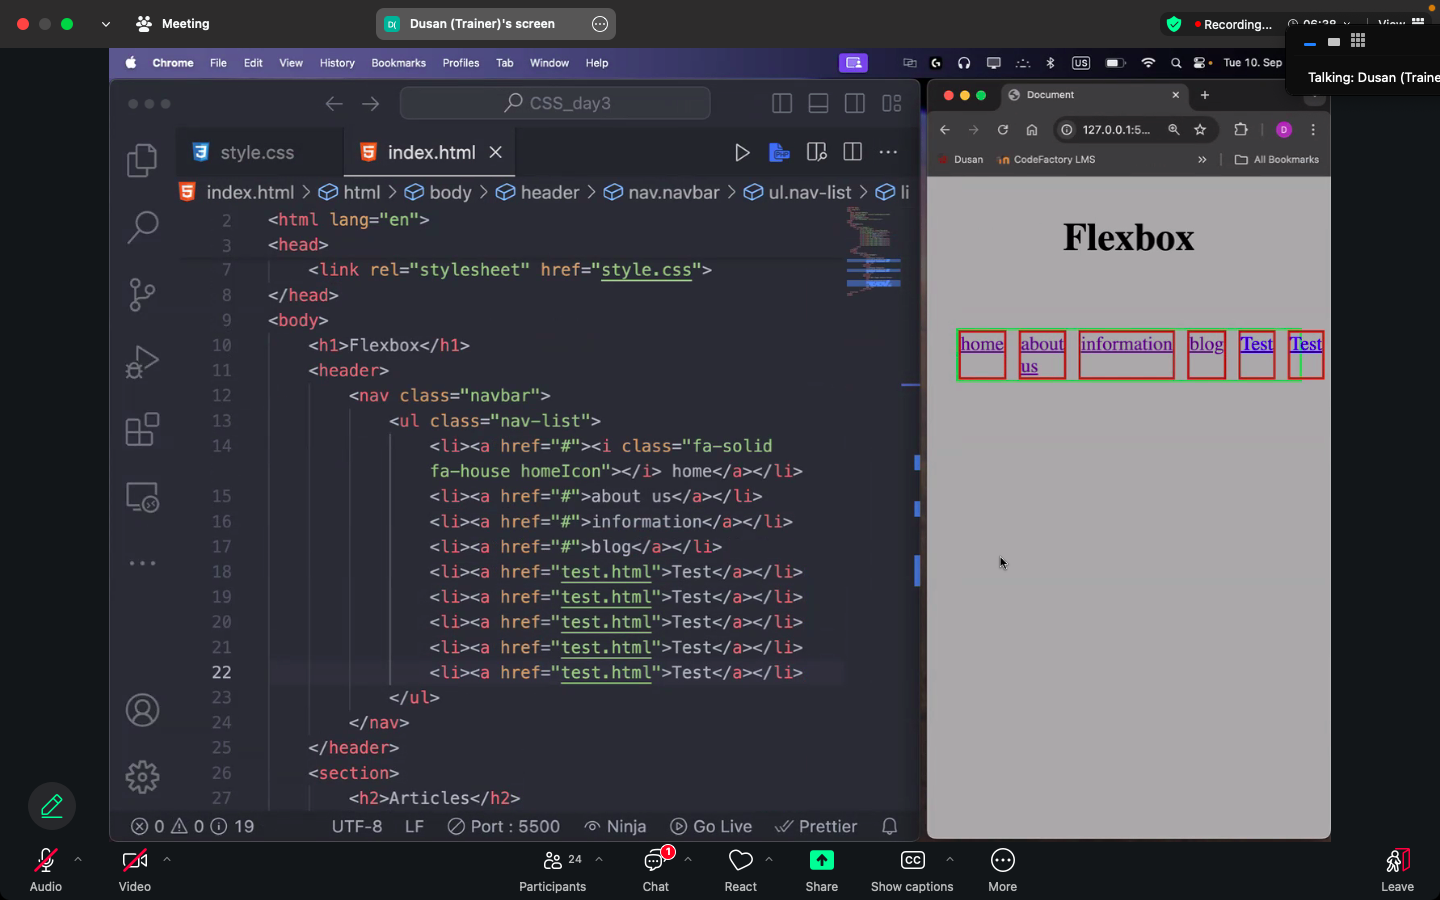 Meeting
D(
Dusan (Trainer)'s screen
Recording...
06:38
View
Talking: Dusan (Traine
Chrome File Edit View History Bookmarks Profiles Tab Window Help
US
Tue 10. Sep
CSS_day3
style.css
index.html
index.html > html > body > header > nav.navbar > ul.nav-list > li
2 <html lang="en">
3 <head>
7 <link rel="stylesheet" href="style.css">
8 </head>
9 <body>
10 <h1>Flexbox</h1>
11 <header>
12 <nav class="navbar">
13 <ul class="nav-list">
14 <li><a href="#"><i class="fa-solid
fa-house homeIcon"></i> home</a></li>
15 <li><a href="#">about us</a></li>
16 <li><a href="#">information</a></li>
17 <li><a href="#">blog</a></li>
18 <li><a href="test.html">Test</a></li>
19 <li><a href="test.html">Test</a></li>
20 <li><a href="test.html">Test</a></li>
21 <li><a href="test.html">Test</a></li>
22 <li><a href="test.html">Test</a></li>
23 </ul>
24 </nav>
25 </header>
26 <section>
27 <h2>Articles</h2>
0 0 19 UTF-8 LF Port : 5500 Ninja Go Live Prettier
Document
127.0.0.1:5...
D
Dusan
CodeFactory LMS
» All Bookmarks
Flexbox
home about us information blog Test Test
Audio
Video
24
Participants
1
Chat
React
Share
CC
Show captions
More
Leave